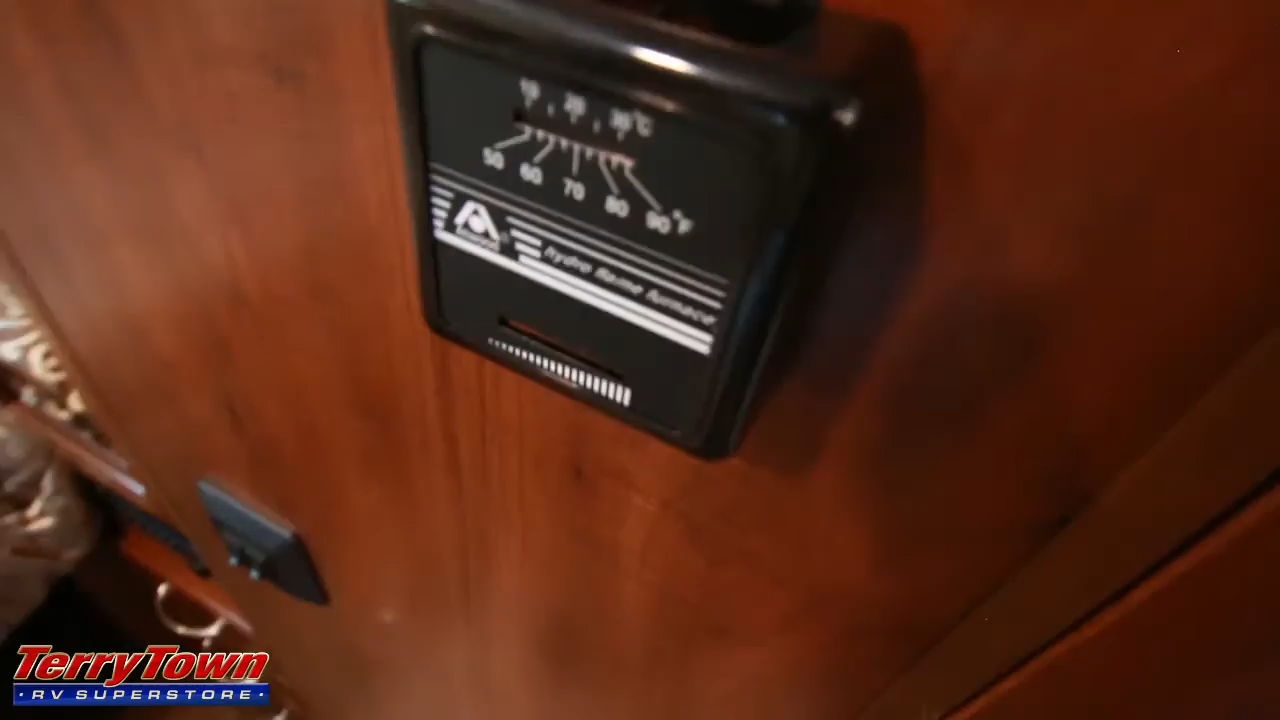 10 20 30°C
50 60 70 80 90°F
hydro flame furnace
TerryTown
· RV SUPERSTORE ·